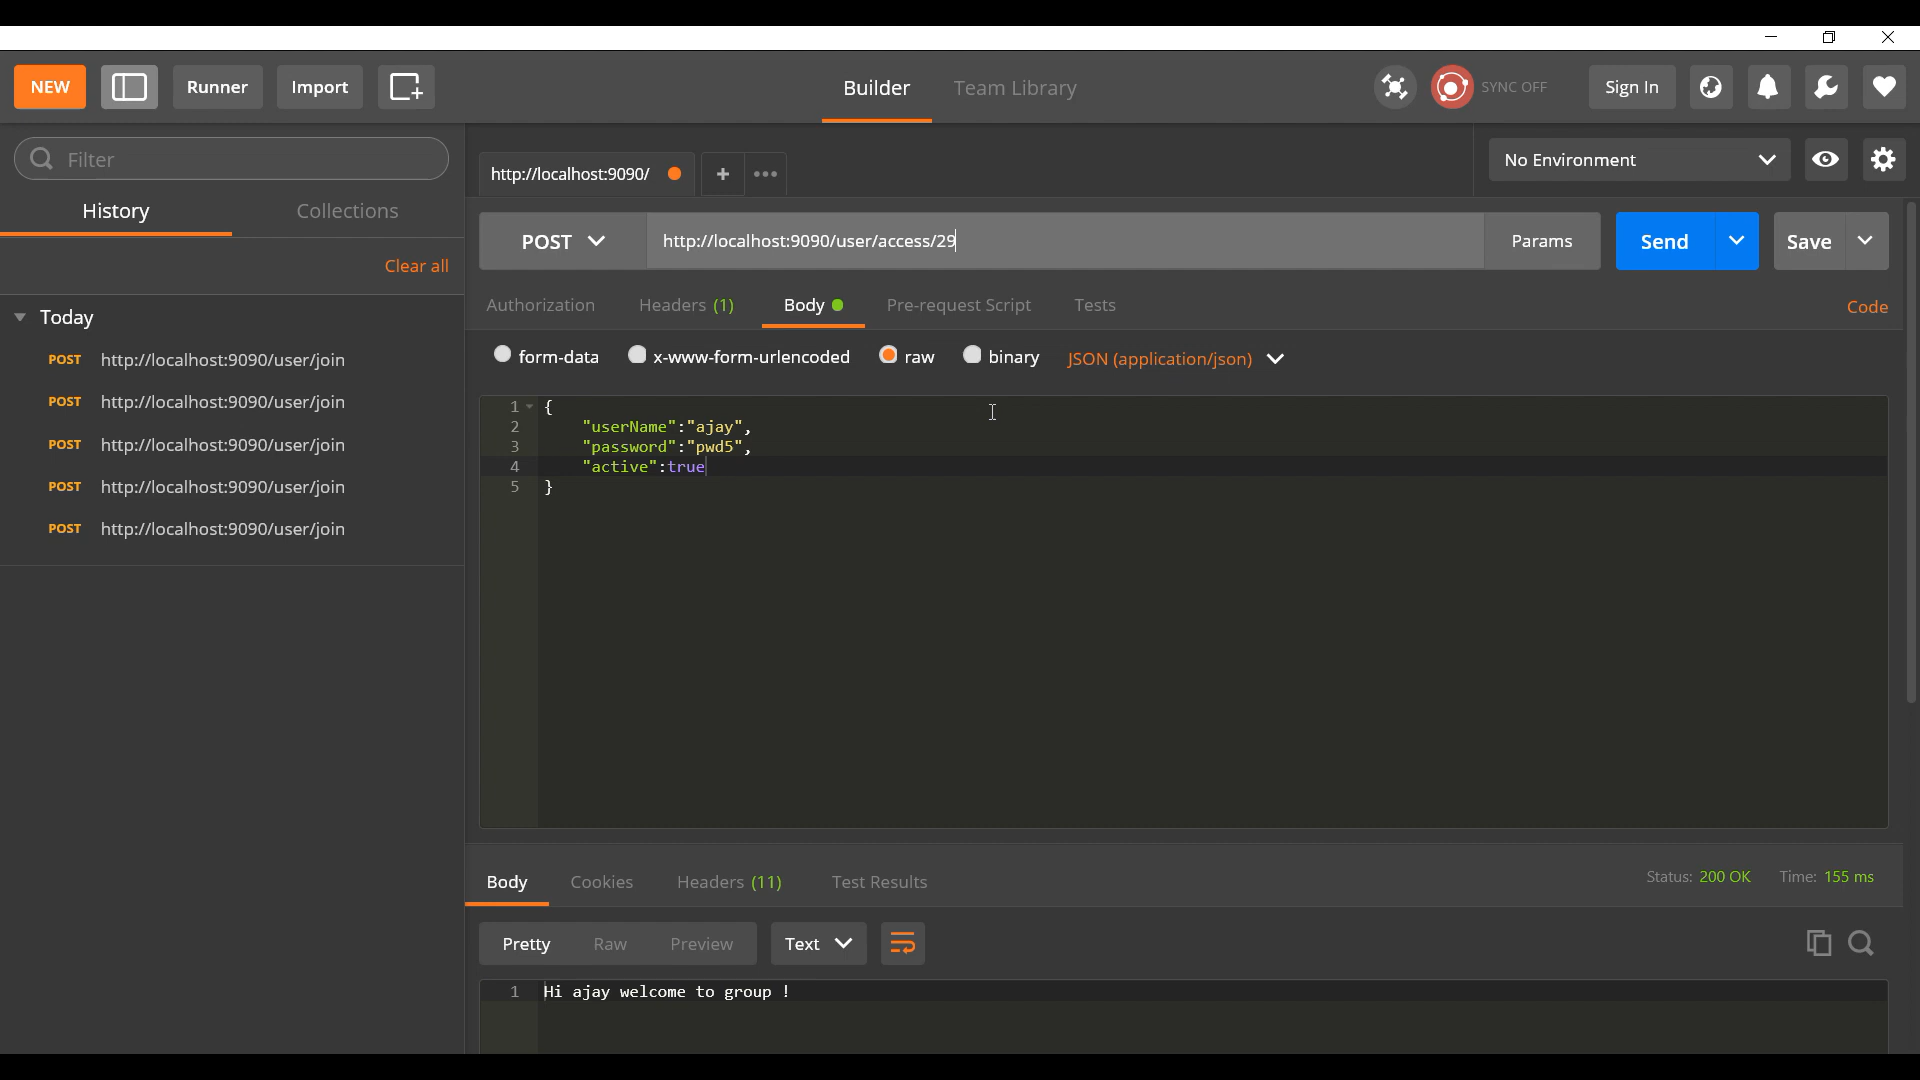 NEW Runner Import Builder Team Library SYNC OFF Sign In
Filter
http://localhost:9090/ No Environment
History Collections
POST http://localhost:9090/user/access/29 Params Send Save
Clear all
Authorization Headers (1) Body Pre-request Script Tests Code
Today
form-data x-www-form-urlencoded raw binary JSON (application/json)
POST http://localhost:9090/user/join
POST http://localhost:9090/user/join
POST http://localhost:9090/user/join
POST http://localhost:9090/user/join
POST http://localhost:9090/user/join
1 {
2 "userName":"ajay",
3 "password":"pwd5",
4 "active":true
5 }
Body Cookies Headers (11) Test Results Status: 200 OK Time: 155 ms
Pretty Raw Preview Text
1 Hi ajay welcome to group !